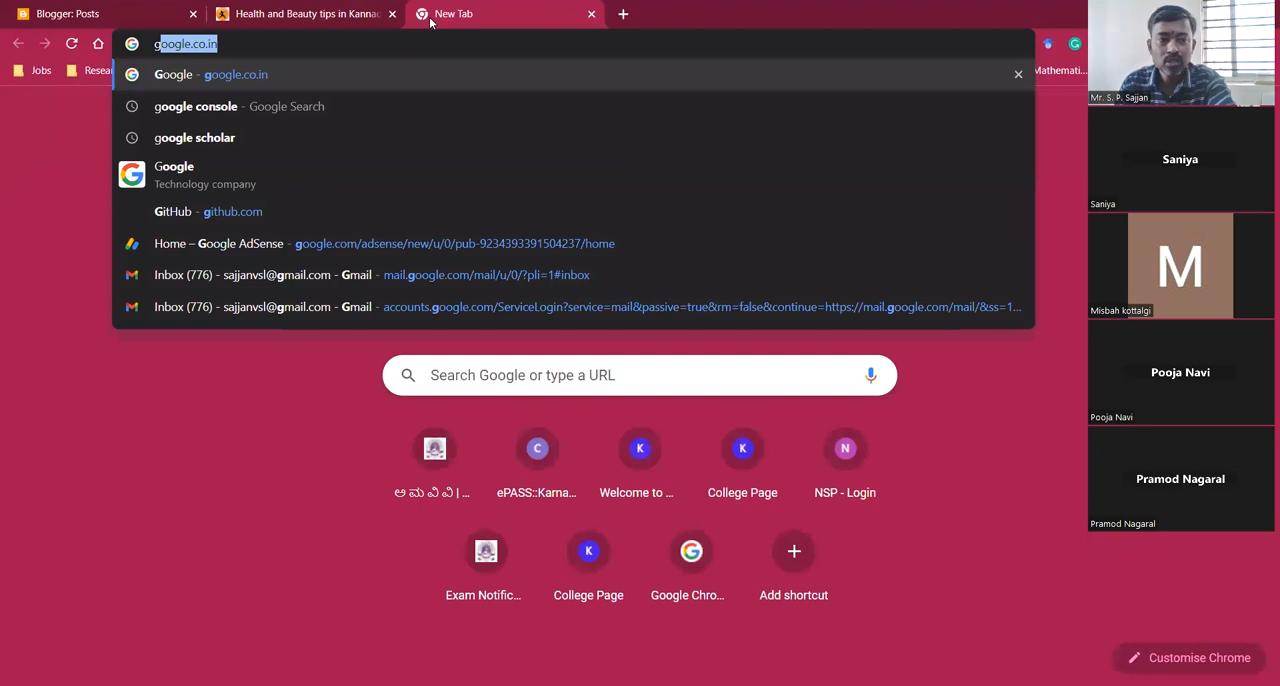 Blogger: Posts
Health and Beauty tips in Kannad
New Tab
google.co.in
Jobs
Resea
Mathemati...
Google - google.co.in
google console - Google Search
google scholar
Google
Technology company
GitHub - github.com
Home – Google AdSense - google.com/adsense/new/u/0/pub-9234393391504237/home
Inbox (776) - sajjanvsl@gmail.com - Gmail - mail.google.com/mail/u/0/?pli=1#inbox
Inbox (776) - sajjanvsl@gmail.com - Gmail - accounts.google.com/ServiceLogin?service=mail&passive=true&rm=false&continue=https://mail.google.com/mail/&ss=1...
Search Google or type a URL
ಅ ಮ ವಿ ವಿ | ...
C
ePASS::Karna...
K
Welcome to ...
K
College Page
N
NSP - Login
Exam Notific...
K
College Page
Google Chro...
Add shortcut
Customise Chrome
Mr. S. P. Sajjan
Saniya
Saniya
M
Misbah kottalgi
Pooja Navi
Pooja Navi
Pramod Nagaral
Pramod Nagaral